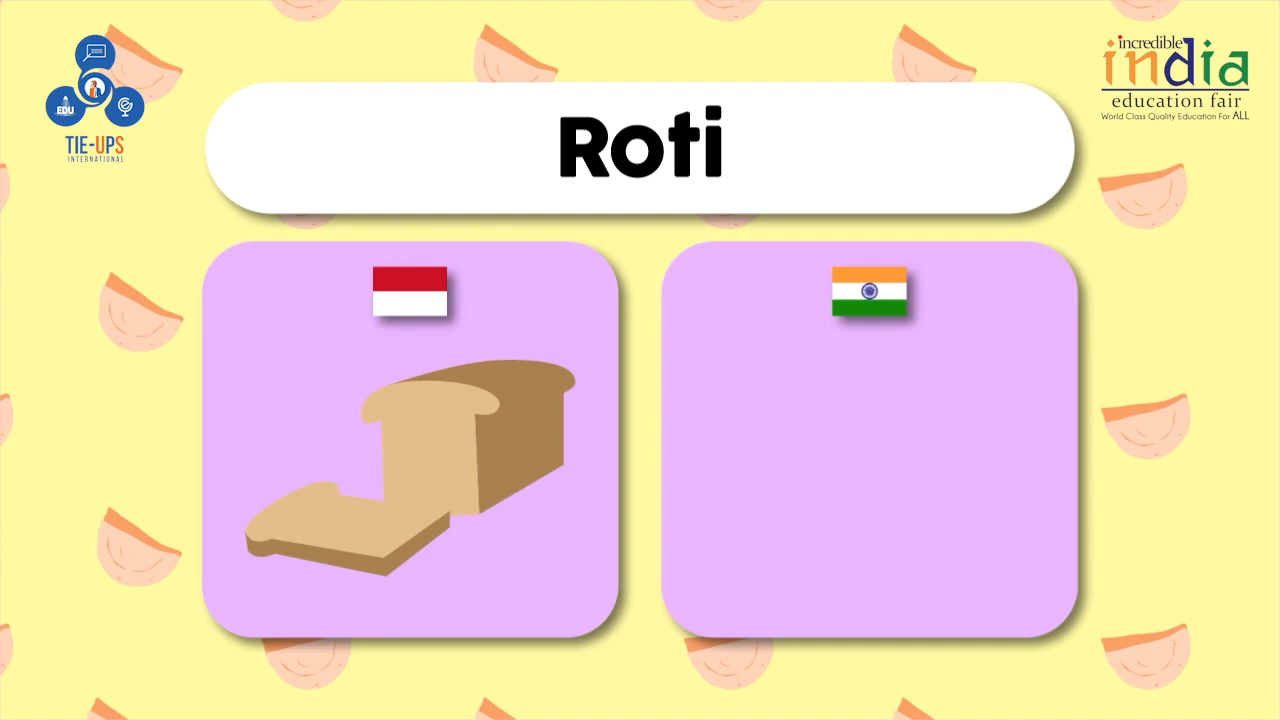 EDU
TIE-UPS
INTERNATIONAL
incredible
india
education fair
World Class Quality Education For ALL
Roti